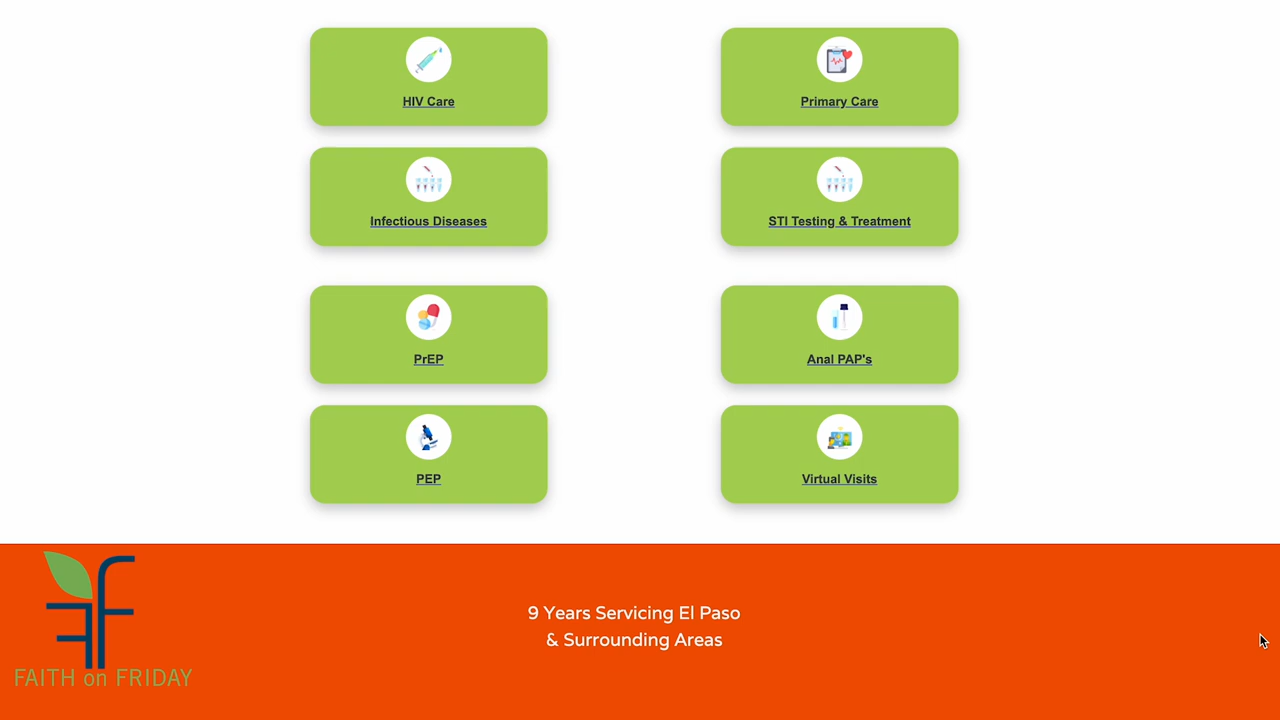 HIV Care
Primary Care
Infectious Diseases
STI Testing & Treatment
PrEP
Anal PAP's
PEP
Virtual Visits
9 Years Servicing El Paso
& Surrounding Areas
FAITH on FRIDAY